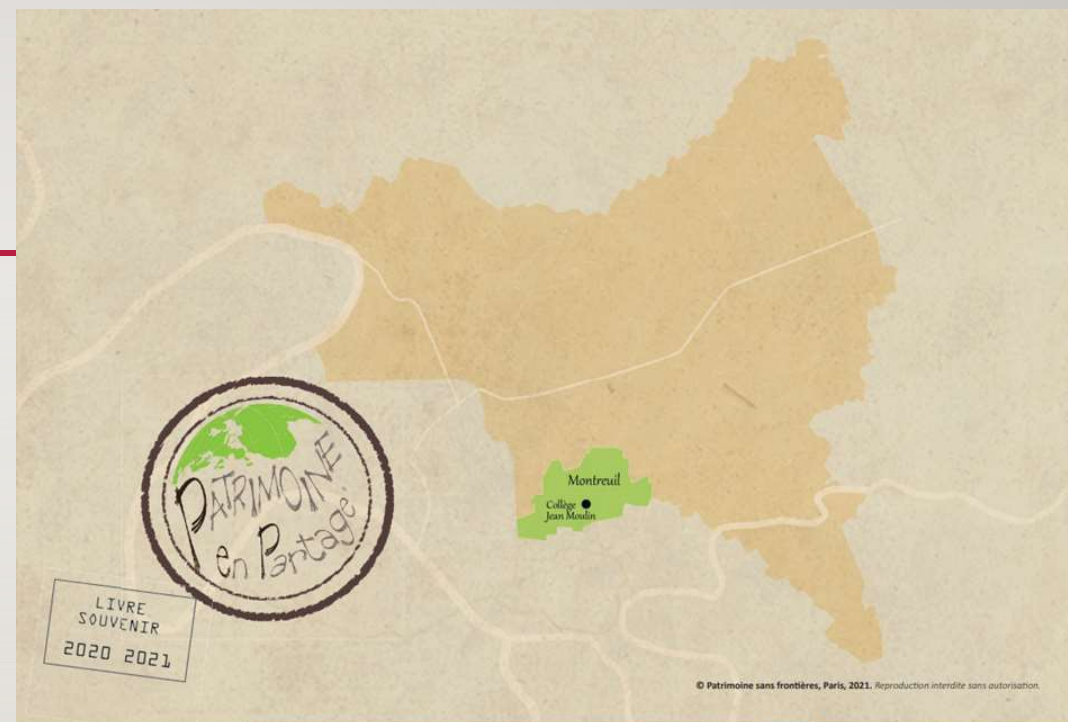 Montreuil
Collège
Jean Moulin
PATRIMOINE
en Partage
LIVRE
SOUVENIR
2020 2021
© Patrimoine sans frontières, Paris, 2021. Reproduction interdite sans autorisation.